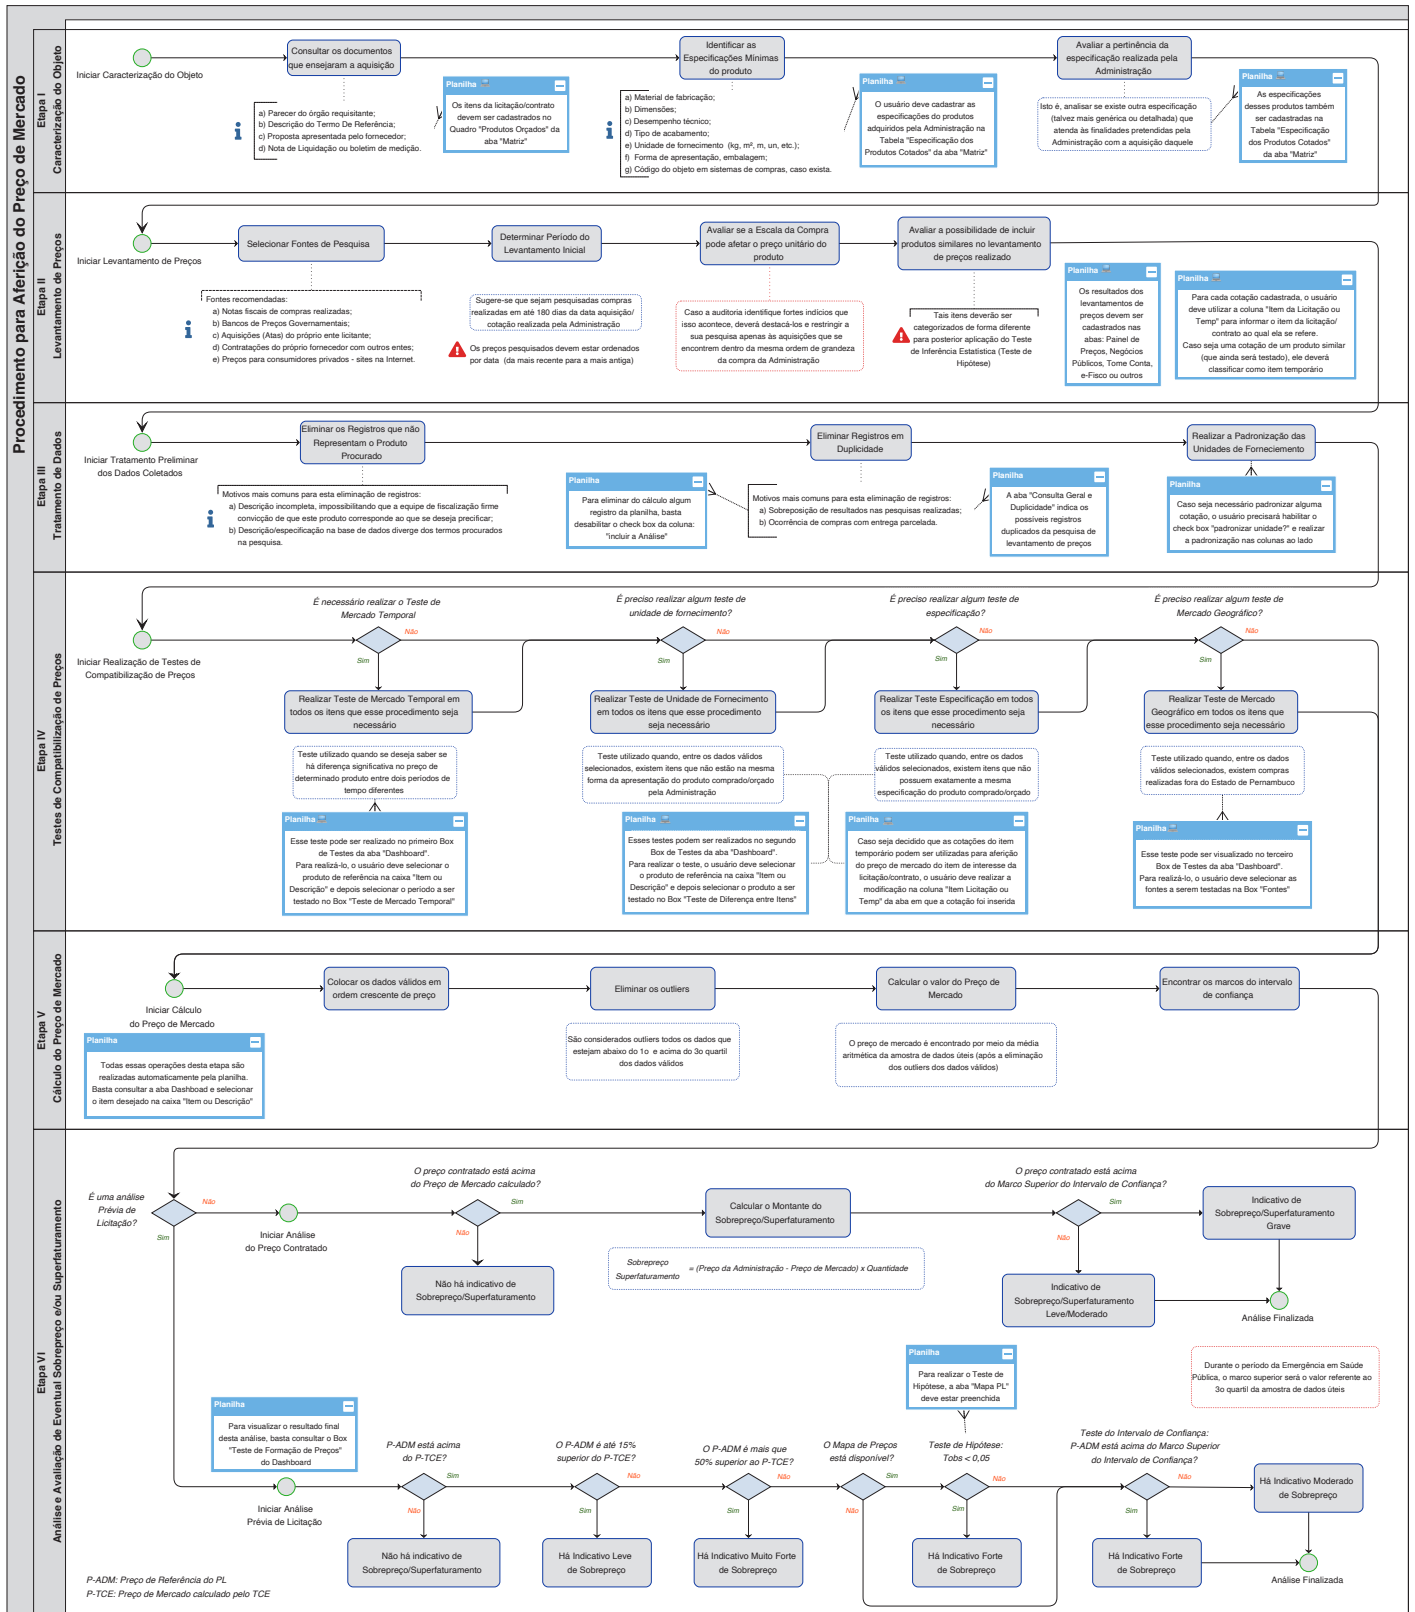 Procedimento para Aferição do Preço de Mercado
Etapa I
Caracterização do Objeto
Iniciar Caracterização do Objeto
Consultar os documentos
que ensejaram a aquisição
a) Parecer do órgão requisitante;
b) Descrição do Termo De Referência;
c) Proposta apresentada pelo fornecedor;
d) Nota de Liquidação ou boletim de medição.
Planilha
Os itens da licitação/contrato
devem ser cadastrados no
Quadro "Produtos Orçados" da
aba "Matriz"
Identificar as
Especificações Mínimas
do produto
a) Material de fabricação;
b) Dimensões;
c) Desempenho técnico;
d) Tipo de acabamento;
e) Unidade de fornecimento (kg, m², m, un, etc.);
f) Forma de apresentação, embalagem;
g) Código do objeto em sistemas de compras, caso exista.
Planilha
O usuário deve cadastrar as
especificações do produtos
adquiridos pela Administração na
Tabela "Especificação dos
Produtos Cotados" da aba "Matriz"
Avaliar a pertinência da
especificação realizada pela
Administração
Isto é, analisar se existe outra especificação
(talvez mais genérica ou detalhada) que
atenda às finalidades pretendidas pela
Administração com a aquisição daquele
Planilha
As especificações
desses produtos também
ser cadastradas na
Tabela "Especificação
dos Produtos Cotados"
da aba "Matriz"
Etapa II
Levantamento de Preços
Iniciar Levantamento de Preços
Selecionar Fontes de Pesquisa
Fontes recomendadas:
a) Notas fiscais de compras realizadas;
b) Bancos de Preços Governamentais;
c) Aquisições (Atas) do próprio ente licitante;
d) Contratações do próprio fornecedor com outros entes;
e) Preços para consumidores privados - sites na Internet.
Determinar Período do
Levantamento Inicial
Sugere-se que sejam pesquisadas compras
realizadas em até 180 dias da data aquisição/
cotação realizada pela Administração
Os preços pesquisados devem estar ordenados
por data (da mais recente para a mais antiga)
Avaliar se a Escala da Compra
pode afetar o preço unitário do
produto
Caso a auditoria identifique fortes indícios que
isso acontece, deverá destacá-los e restringir a
sua pesquisa apenas às aquisições que se
encontrem dentro da mesma ordem de grandeza
da compra da Administração
Avaliar a possibilidade de incluir
produtos similares no levantamento
de preços realizado
Tais itens deverão ser
categorizados de forma diferente
para posterior aplicação do Teste
de Inferência Estatística (Teste de
Hipótese)
Planilha
Os resultados dos
levantamentos de
preços devem ser
cadastrados nas
abas: Painel de
Preços, Negócios
Públicos, Tome Conta,
e-Fisco ou outros
Planilha
Para cada cotação cadastrada, o usuário
deve utilizar a coluna "Item da Licitação ou
Temp" para informar o item da licitação/
contrato ao qual ela se refere.
Caso seja uma cotação de um produto similar
(que ainda será testado), ele deverá
classificar como item temporário
Etapa III
Tratamento de Dados
Iniciar Tratamento Preliminar
dos Dados Coletados
Eliminar os Registros que não
Representam o Produto
Procurado
Motivos mais comuns para esta eliminação de registros:
a) Descrição incompleta, impossibilitando que a equipe de fiscalização firme
convicção de que este produto corresponde ao que se deseja precificar;
b) Descrição/especificação na base de dados diverge dos termos procurados
na pesquisa.
Planilha
Para eliminar do cálculo algum
registro da planilha, basta
desabilitar o check box da coluna:
"incluir a Análise"
Eliminar Registros em
Duplicidade
Motivos mais comuns para esta eliminação de registros:
a) Sobreposição de resultados nas pesquisas realizadas;
b) Ocorrência de compras com entrega parcelada.
Planilha
A aba "Consulta Geral e
Duplicidade" indica os
possíveis registros
duplicados da pesquisa de
levantamento de preços
Realizar a Padronização das
Unidades de Forneciemento
Planilha
Caso seja necessário padronizar alguma
cotação, o usuário precisará habilitar o
check box "padronizar unidade?" e realizar
a padronização nas colunas ao lado
Etapa IV
Testes de Compatibilização de Preços
Iniciar Realização de Testes de
Compatibilização de Preços
É necessário realizar o Teste de
Mercado Temporal
Não
Sim
Realizar Teste de Mercado Temporal em
todos os itens que esse procedimento seja
necessário
Teste utilizado quando se deseja saber se
há diferença significativa no preço de
determinado produto entre dois períodos de
tempo diferentes
Planilha
Esse teste pode ser realizado no primeiro Box
de Testes da aba "Dashboard".
Para realizá-lo, o usuário deve selecionar o
produto de referência na caixa "Item ou
Descrição" e depois selecionar o período a ser
testado no Box "Teste de Mercado Temporal"
É preciso realizar algum teste de
unidade de fornecimento?
Não
Sim
Realizar Teste de Unidade de Fornecimento
em todos os itens que esse procedimento
seja necessário
Teste utilizado quando, entre os dados válidos
selecionados, existem itens que não estão na mesma
forma da apresentação do produto comprado/orçado
pela Administração
Planilha
Esses testes podem ser realizados no segundo
Box de Testes da aba "Dashboard".
Para realizar o teste, o usuário deve selecionar
o produto de referência na caixa "Item ou
Descrição" e depois selecionar o produto a ser
testado no Box "Teste de Diferença entre Itens"
É preciso realizar algum teste de
especificação?
Não
Sim
Realizar Teste Especificação em todos
os itens que esse procedimento seja
necessário
Teste utilizado quando, entre os dados
válidos selecionados, existem itens que não
possuem exatamente a mesma
especificação do produto comprado/orçado
Planilha
Caso seja decidido que as cotações do item
temporário podem ser utilizadas para aferição
do preço de mercado do item de interesse da
licitação/contrato, o usuário deve realizar a
modificação na coluna "Item Licitação ou
Temp" da aba em que a cotação foi inserida
É preciso realizar algum teste de
Mercado Geográfico?
Não
Sim
Realizar Teste de Mercado
Geográfico em todos os itens que
esse procedimento seja necessário
Teste utilizado quando, entre os dados
válidos selecionados, existem compras
realizadas fora do Estado de Pernambuco
Planilha
Esse teste pode ser visualizado no terceiro
Box de Testes da aba "Dashboard".
Para realizá-lo, o usuário deve selecionar as
fontes a serem testadas na Box "Fontes"
Etapa V
Cálculo do Preço de Mercado
Iniciar Cálculo
do Preço de Mercado
Planilha
Todas essas operações desta etapa são
realizadas automaticamente pela planilha.
Basta consultar a aba Dashboad e selecionar
o item desejado na caixa "Item ou Descrição"
Colocar os dados válidos em
ordem crescente de preço
Eliminar os outliers
São considerados outliers todos os dados que
estejam abaixo do 1o e acima do 3o quartil
dos dados válidos
Calcular o valor do Preço de
Mercado
O preço de mercado é encontrado por meio da média
aritmética da amostra de dados úteis (após a eliminação
dos outliers dos dados válidos)
Encontrar os marcos do intervalo
de confiança
Etapa VI
Análise e Avaliação de Eventual Sobrepreço e/ou Superfaturamento
É uma análise
Prévia de
Licitação?
Não
Sim
Iniciar Análise
do Preço Contratado
O preço contratado está acima
do Preço de Mercado calculado?
Sim
Não
Não há indicativo de
Sobrepreço/Superfaturamento
Calcular o Montante do
Sobrepreço/Superfaturamento
Sobrepreço
Superfaturamento
= (Preço da Administração - Preço de Mercado) x Quantidade
O preço contratado está acima
do Marco Superior do Intervalo de Confiança?
Sim
Não
Indicativo de
Sobrepreço/Superfaturamento
Grave
Indicativo de
Sobrepreço/Superfaturamento
Leve/Moderado
Análise Finalizada
Durante o período da Emergência em Saúde
Pública, o marco superior será o valor referente ao
3o quartil da amostra de dados úteis
Planilha
Para visualizar o resultado final
desta análise, basta consultar o Box
"Teste de Formação de Preços"
do Dashboard
Iniciar Análise
Prévia de Licitação
P-ADM está acima
do P-TCE?
Sim
Não
Não há indicativo de
Sobrepreço/Superfaturamento
O P-ADM é até 15%
superior do P-TCE?
Não
Sim
Há Indicativo Leve
de Sobrepreço
O P-ADM é mais que
50% superior ao P-TCE?
Não
Sim
Há Indicativo Muito Forte
de Sobrepreço
O Mapa de Preços
está disponível?
Sim
Não
Planilha
Para realizar o Teste de
Hipótese, a aba "Mapa PL"
deve estar preenchida
Teste de Hipótese:
Tobs < 0,05
Não
Sim
Há Indicativo Forte
de Sobrepreço
Teste do Intervalo de Confiança:
P-ADM está acima do Marco Superior
do Intervalo de Confiança?
Não
Sim
Há Indicativo Moderado
de Sobrepreço
Há Indicativo Forte
de Sobrepreço
Análise Finalizada
P-ADM: Preço de Referência do PL
P-TCE: Preço de Mercado calculado pelo TCE